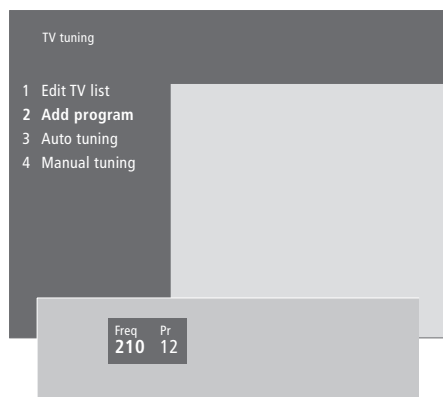 TV tuning
1 Edit TV list
2 Add program
3 Auto tuning
4 Manual tuning
Freq Pr
210 12